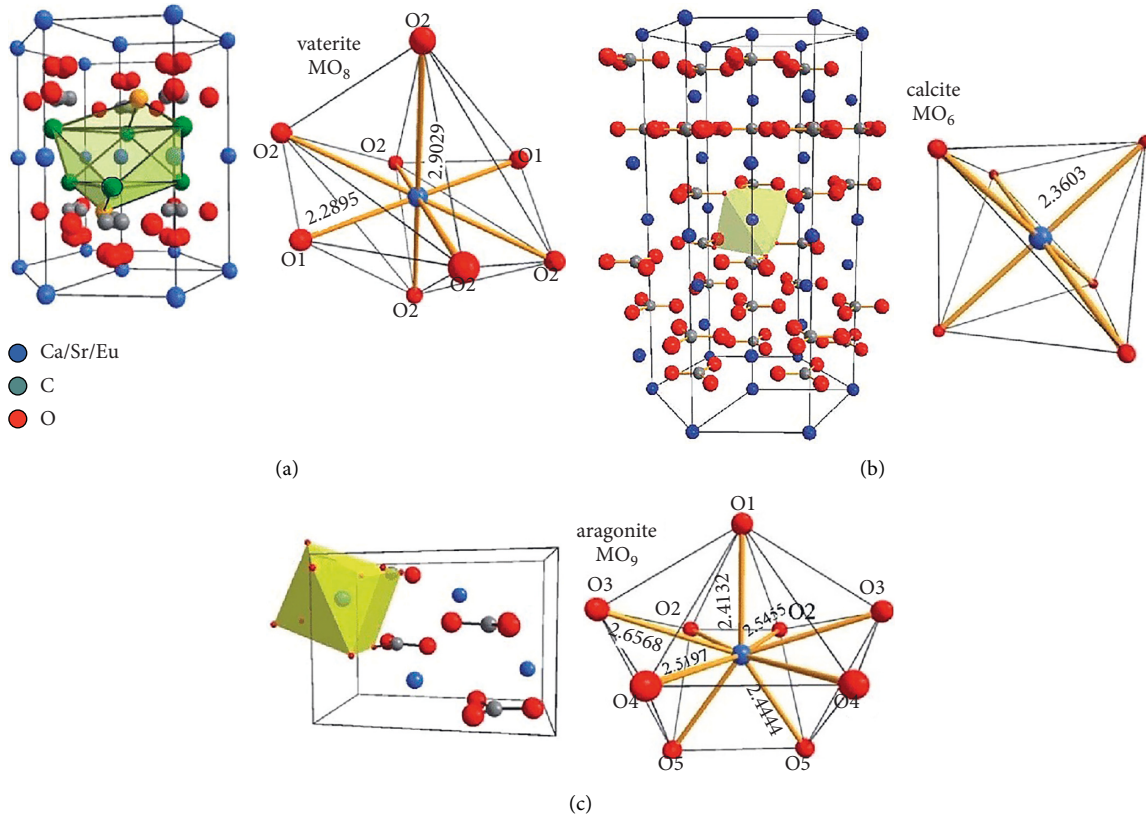 vaterite
MO₈
O2
O2
O2
O1
2.9029
2.2895
O1
O2
O2
O2
Ca/Sr/Eu
C
O
(a)
calcite
MO₆
2.3603
(b)
aragonite
MO₉
O1
O3
O2
O2
O3
2.4132
2.5455
2.6568
2.5197
2.4444
O4
O4
O5
O5
(c)